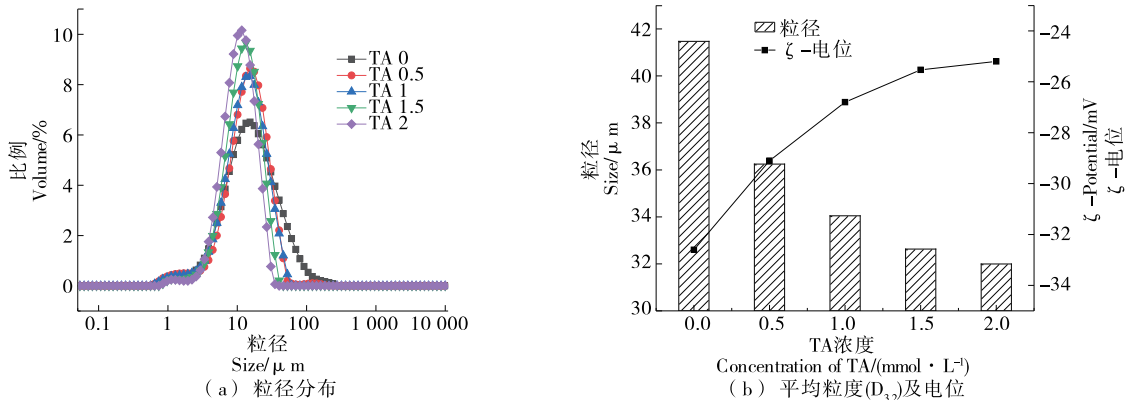 10
8
6
4
2
0
比例
Volume/%
TA 0
TA 0.5
TA 1
TA 1.5
TA 2
0.1
1
10
100
1 000
10 000
粒径
Size/μm
(a) 粒径分布
42
40
38
36
34
32
30
粒径
Size/μm
粒径
ζ-电位
-24
-26
-28
-30
-32
-34
ζ-Potential/mV
ζ-电位
0.0
0.5
1.0
1.5
2.0
TA浓度
Concentration of TA/(mmol·L⁻¹)
(b) 平均粒度(D₃₂)及电位